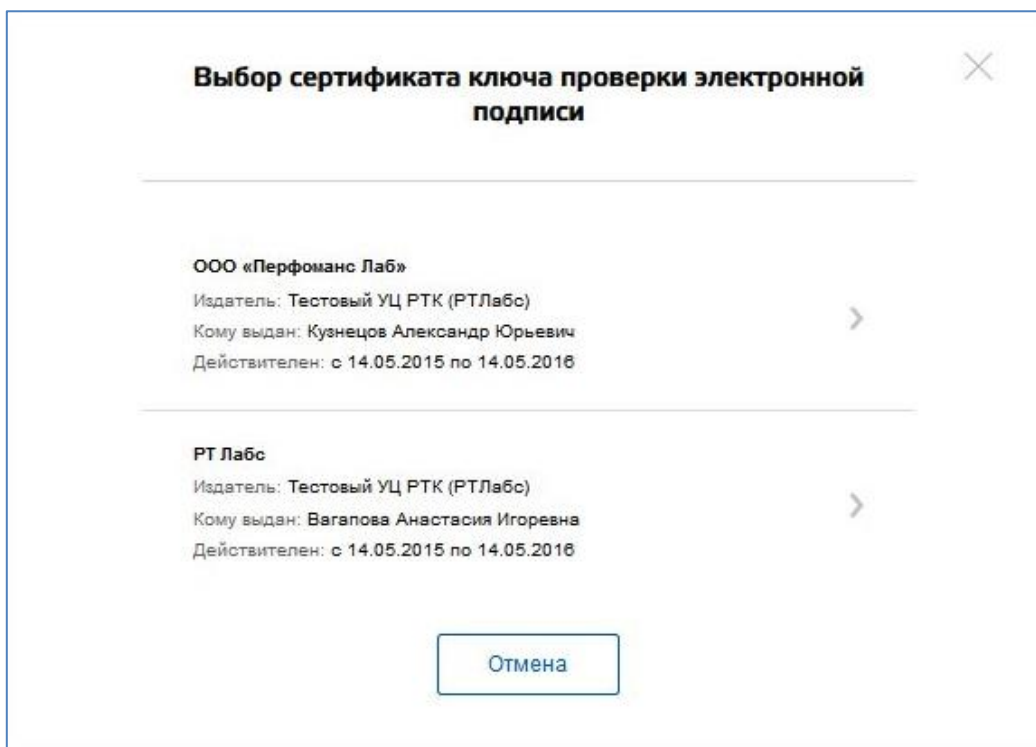 Выбор сертификата ключа проверки электронной
подписи
ООО «Перфоманс Лаб»
Издатель: Тестовый УЦ РТК (РТЛабс)
Кому выдан: Кузнецов Александр Юрьевич
Действителен: с 14.05.2015 по 14.05.2016
РТ Лабс
Издатель: Тестовый УЦ РТК (РТЛабс)
Кому выдан: Вагапова Анастасия Игоревна
Действителен: с 14.05.2015 по 14.05.2016
Отмена